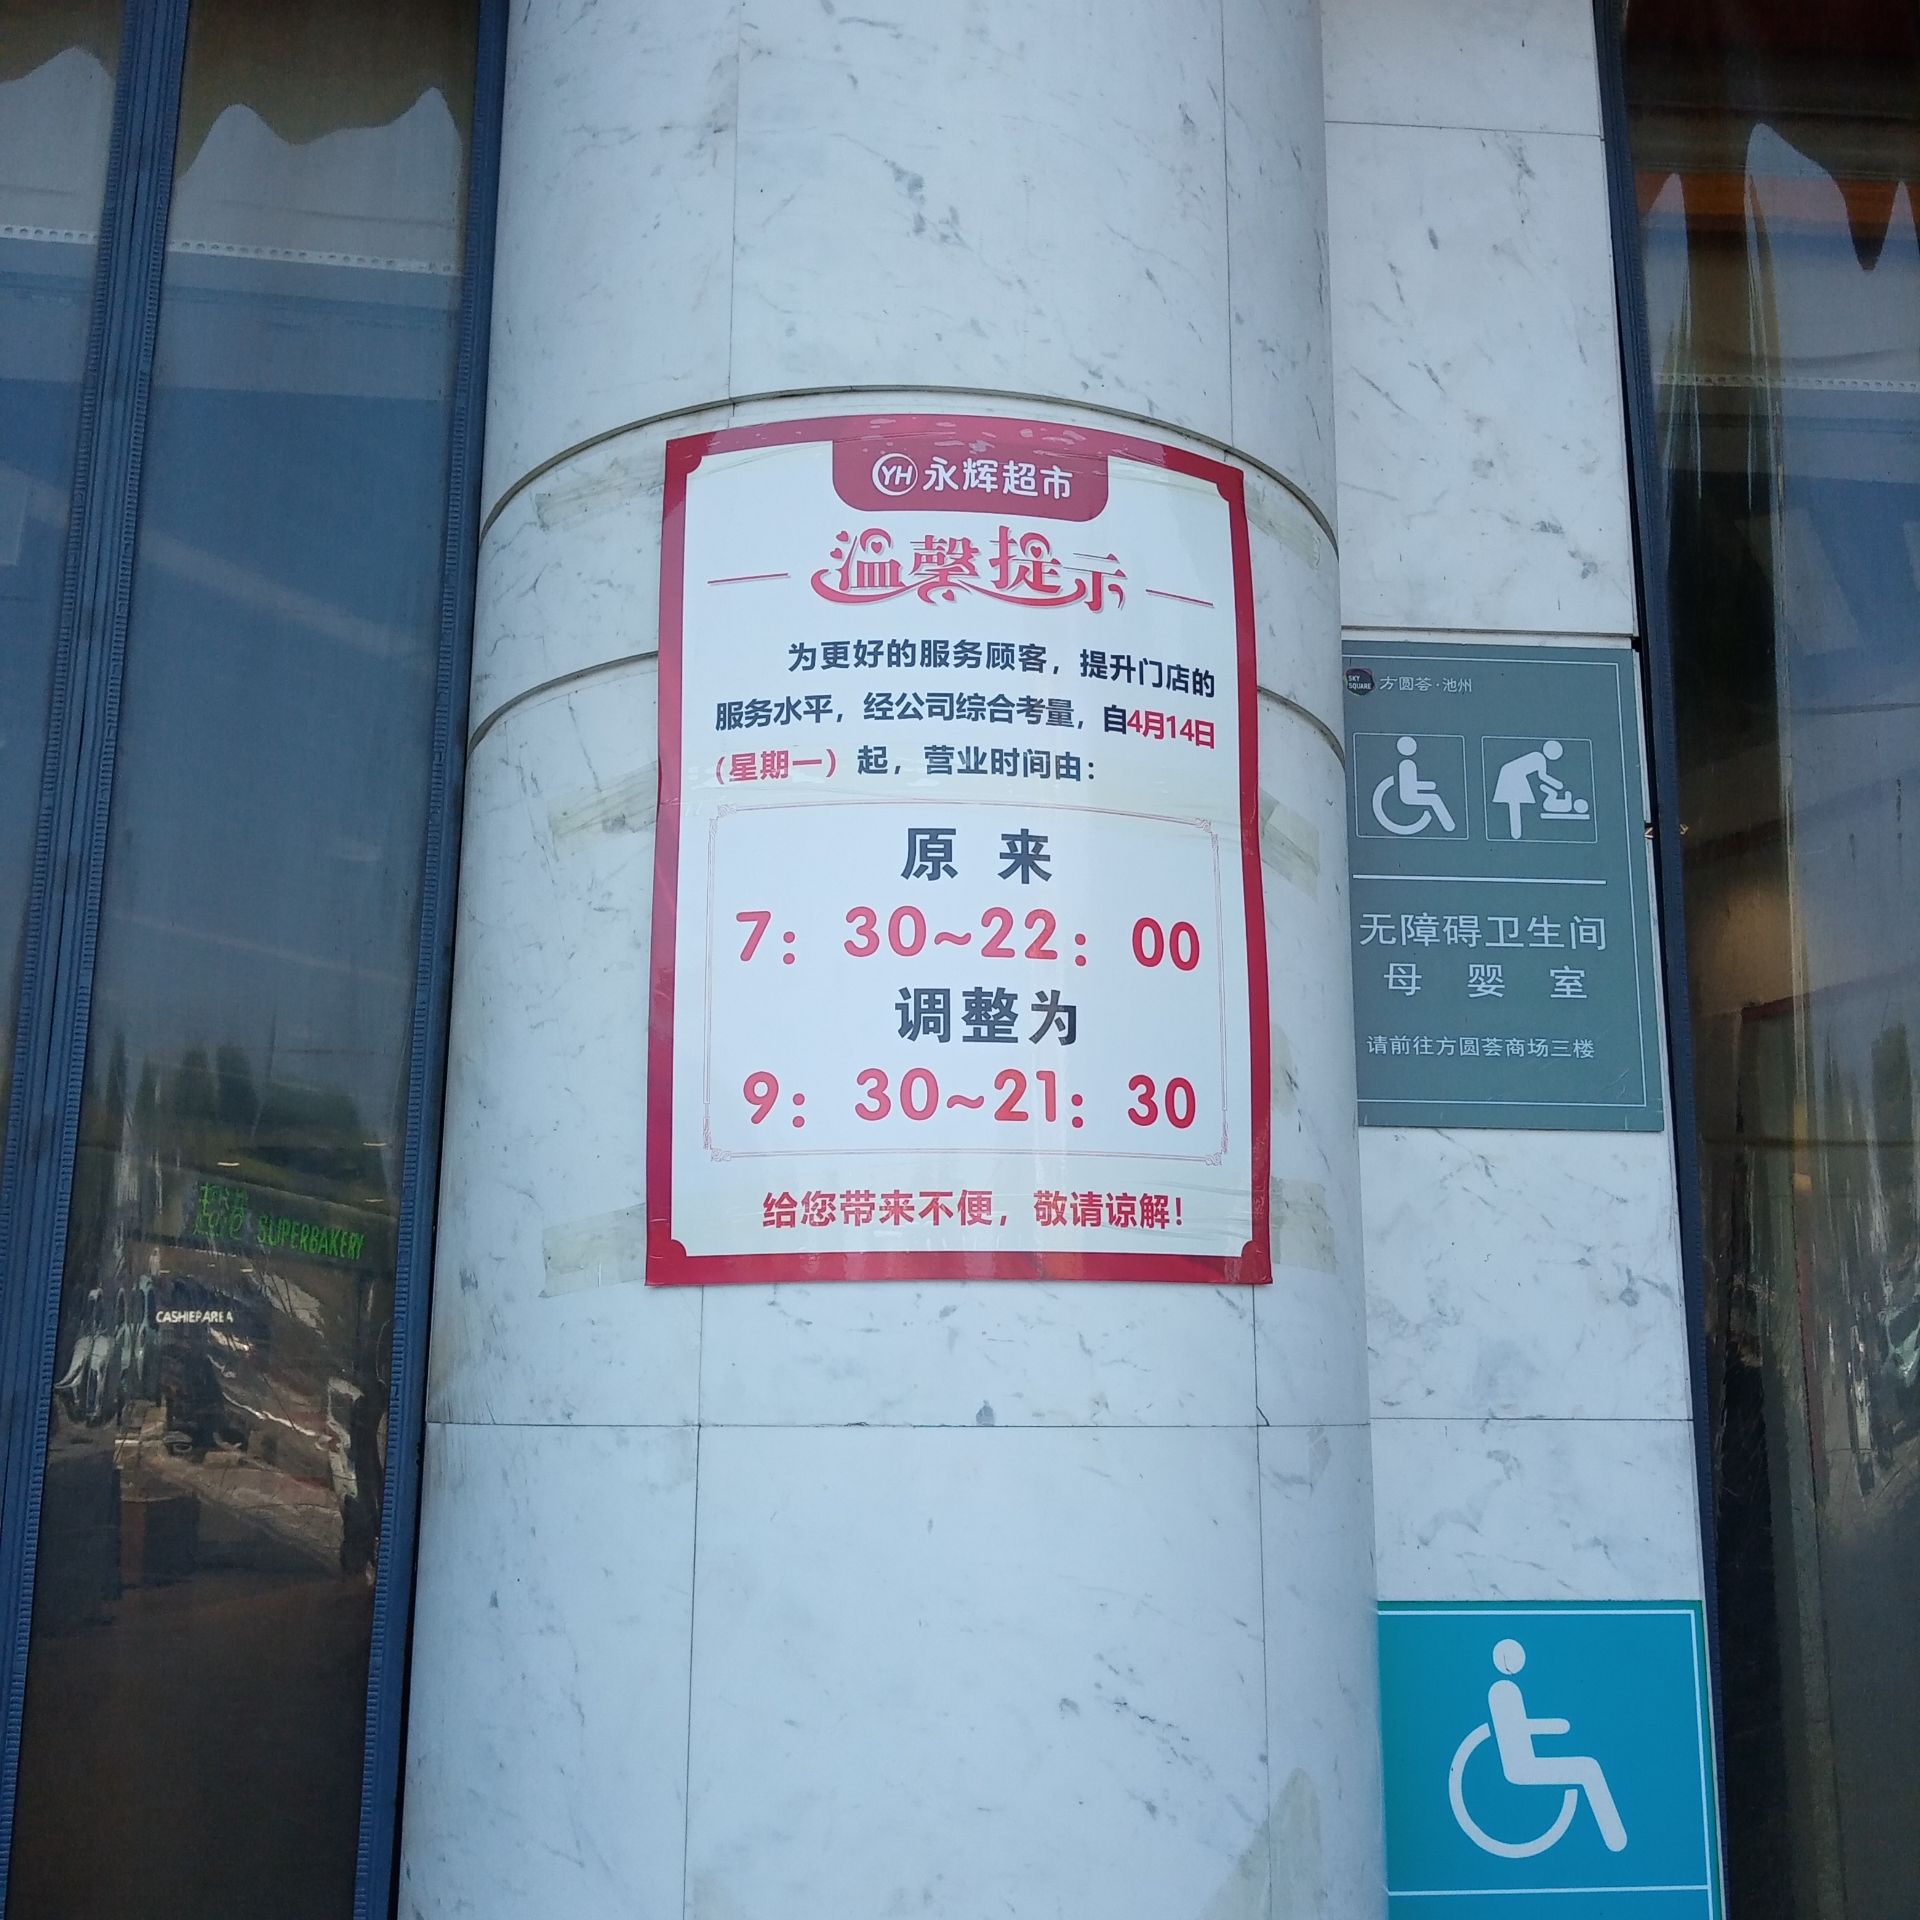 YH 永辉超市
温馨提示
为更好的服务顾客，提升门店的
服务水平，经公司综合考量，自4月14日
（星期一）起，营业时间由：
原 来
7：30~22：00
调整为
9：30~21：30
给您带来不便，敬请谅解！
SKY SQUARE 方圆荟·池州
无障碍卫生间
母 婴 室
请前往方圆荟商场三楼
超港 SUPERBAKERY
CASHIER AREA